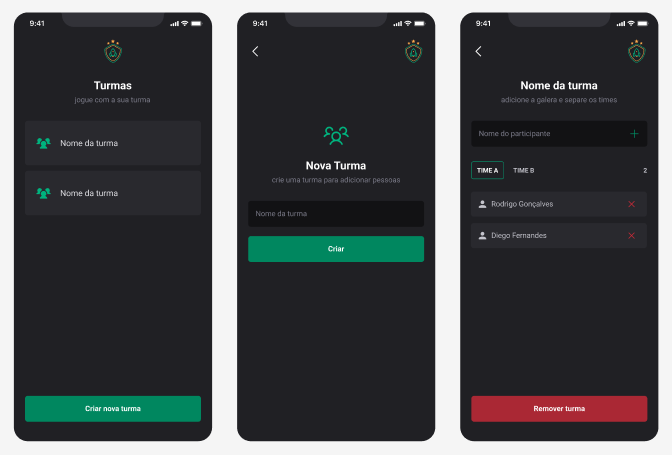 9:41
Turmas
jogue com a sua turma
Nome da turma
Nome da turma
Criar nova turma
9:41
Nova Turma
crie uma turma para adicionar pessoas
Nome da turma
Criar
9:41
Nome da turma
adicione a galera e separe os times
Nome do participante
TIME A TIME B 2
Rodrigo Gonçalves
Diego Fernandes
Remover turma